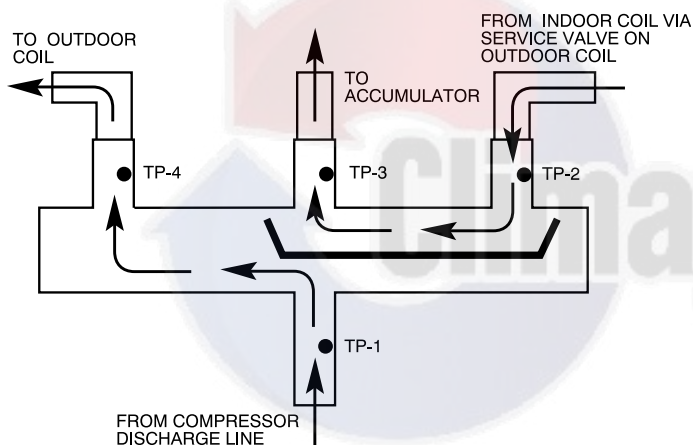 TO OUTDOOR
COIL
TO
ACCUMULATOR
FROM INDOOR COIL VIA
SERVICE VALVE ON
OUTDOOR COIL
TP-4
TP-3
TP-2
Clima
TP-1
FROM COMPRESSOR
DISCHARGE LINE